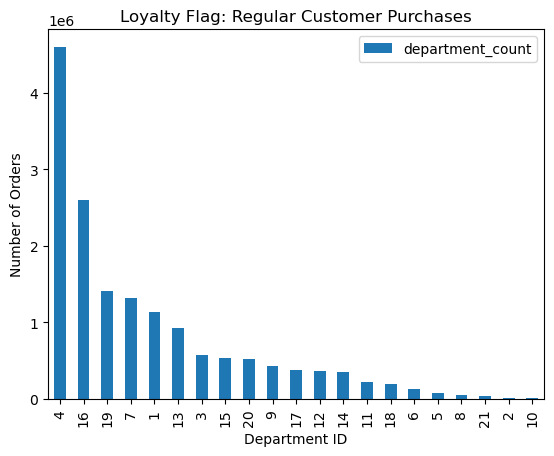 Loyalty Flag: Regular Customer Purchases
1e6
department_count
4
3
2
1
0
Number of Orders
4 16 19 7 1 13 3 15 20 9 17 12 14 11 18 6 5 8 21 2 10
Department ID